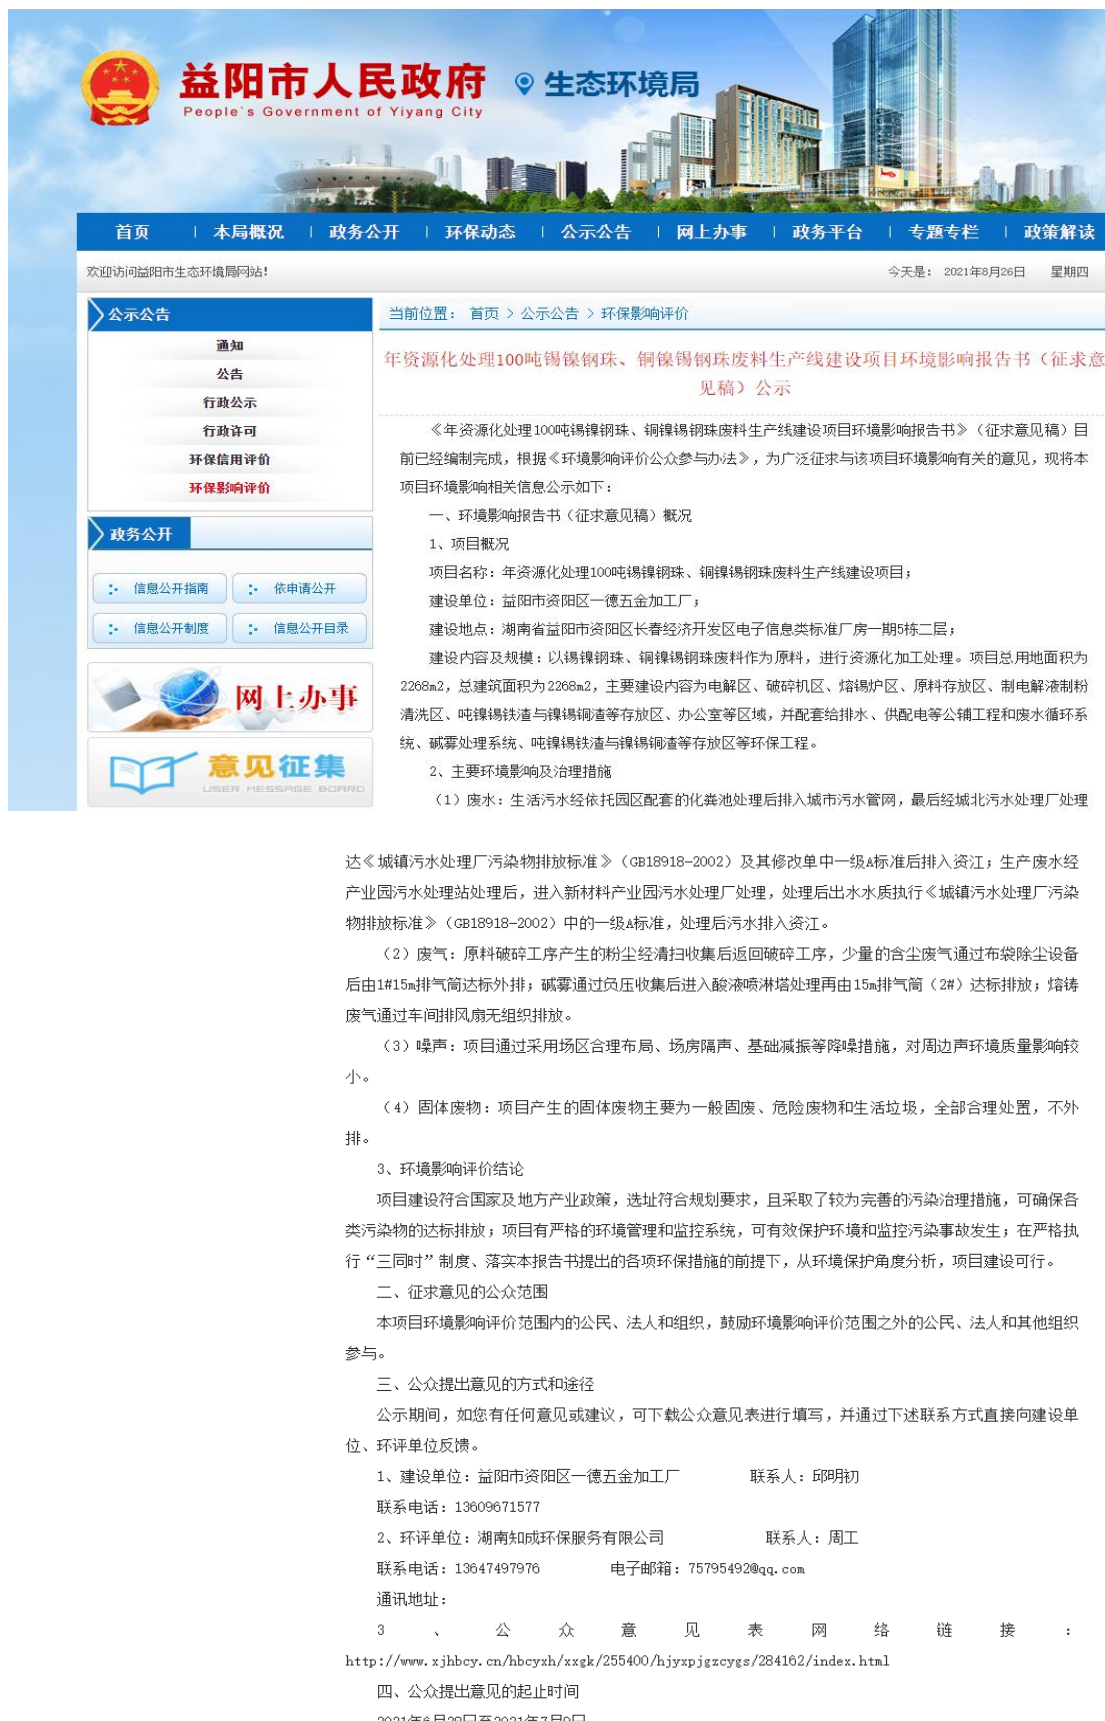 益阳市人民政府
People`s Government of Yiyang City
生态环境局
首页 本局概况 政务公开 环保动态 公示公告 网上办事 政务平台 专题专栏 政策解读
欢迎访问益阳市生态环境局网站! 今天是： 2021年8月26日 星期四
公示公告
通知
公告
行政公示
行政许可
环保信用评价
环保影响评价
政务公开
信息公开指南 依申请公开
信息公开制度 信息公开目录
网上办事
意见征集
USER MESSAGE BOARD
当前位置： 首页 > 公示公告 > 环保影响评价
年资源化处理100吨锡镍钢珠、铜镍锡钢珠废料生产线建设项目环境影响报告书（征求意
见稿）公示
《年资源化处理100吨锡镍钢珠、铜镍锡钢珠废料生产线建设项目环境影响报告书》（征求意见稿）目
前已经编制完成，根据《环境影响评价公众参与办法》，为广泛征求与该项目环境影响有关的意见，现将本
项目环境影响相关信息公示如下：
一、环境影响报告书（征求意见稿）概况
1、项目概况
项目名称：年资源化处理100吨锡镍钢珠、铜镍锡钢珠废料生产线建设项目；
建设单位：益阳市资阳区一德五金加工厂；
建设地点：湖南省益阳市资阳区长春经济开发区电子信息类标准厂房一期5栋二层；
建设内容及规模：以锡镍钢珠、铜镍锡钢珠废料作为原料，进行资源化加工处理。项目总用地面积为
2268m2，总建筑面积为2268m2，主要建设内容为电解区、破碎机区、熔锡炉区、原料存放区、制电解液制粉
清洗区、吨镍锡铁渣与镍锡铜渣等存放区、办公室等区域，并配套给排水、供配电等公辅工程和废水循环系
统、碱雾处理系统、吨镍锡铁渣与镍锡铜渣等存放区等环保工程。
2、主要环境影响及治理措施
（1）废水：生活污水经依托园区配套的化粪池处理后排入城市污水管网，最后经城北污水处理厂处理
达《城镇污水处理厂污染物排放标准》（GB18918-2002）及其修改单中一级A标准后排入资江；生产废水经
产业园污水处理站处理后，进入新材料产业园污水处理厂处理，处理后出水水质执行《城镇污水处理厂污染
物排放标准》（GB18918-2002）中的一级A标准，处理后污水排入资江。
（2）废气：原料破碎工序产生的粉尘经清扫收集后返回破碎工序，少量的含尘废气通过布袋除尘设备
后由1#15m排气筒达标外排；碱雾通过负压收集后进入酸液喷淋塔处理再由15m排气筒（2#）达标排放；熔铸
废气通过车间排风扇无组织排放。
（3）噪声：项目通过采用场区合理布局、场房隔声、基础减振等降噪措施，对周边声环境质量影响较
小。
（4）固体废物：项目产生的固体废物主要为一般固废、危险废物和生活垃圾，全部合理处置，不外
排。
3、环境影响评价结论
项目建设符合国家及地方产业政策，选址符合规划要求，且采取了较为完善的污染治理措施，可确保各
类污染物的达标排放；项目有严格的环境管理和监控系统，可有效保护环境和监控污染事故发生；在严格执
行“三同时”制度、落实本报告书提出的各项环保措施的前提下，从环境保护角度分析，项目建设可行。
二、征求意见的公众范围
本项目环境影响评价范围内的公民、法人和组织，鼓励环境影响评价范围之外的公民、法人和其他组织
参与。
三、公众提出意见的方式和途径
公示期间，如您有任何意见或建议，可下载公众意见表进行填写，并通过下述联系方式直接向建设单
位、环评单位反馈。
1、建设单位：益阳市资阳区一德五金加工厂 联系人：邱明初
联系电话：13609671577
2、环评单位：湖南知成环保服务有限公司 联系人：周工
联系电话：13647497976 电子邮箱：75795492@qq.com
通讯地址：
3、公众意见表网络链接：
http://www.xjhbcy.cn/hbcyxh/xxgk/255400/hjyxpjgzcygs/284162/index.html
四、公众提出意见的起止时间
2021年6月28日至2021年7月9日